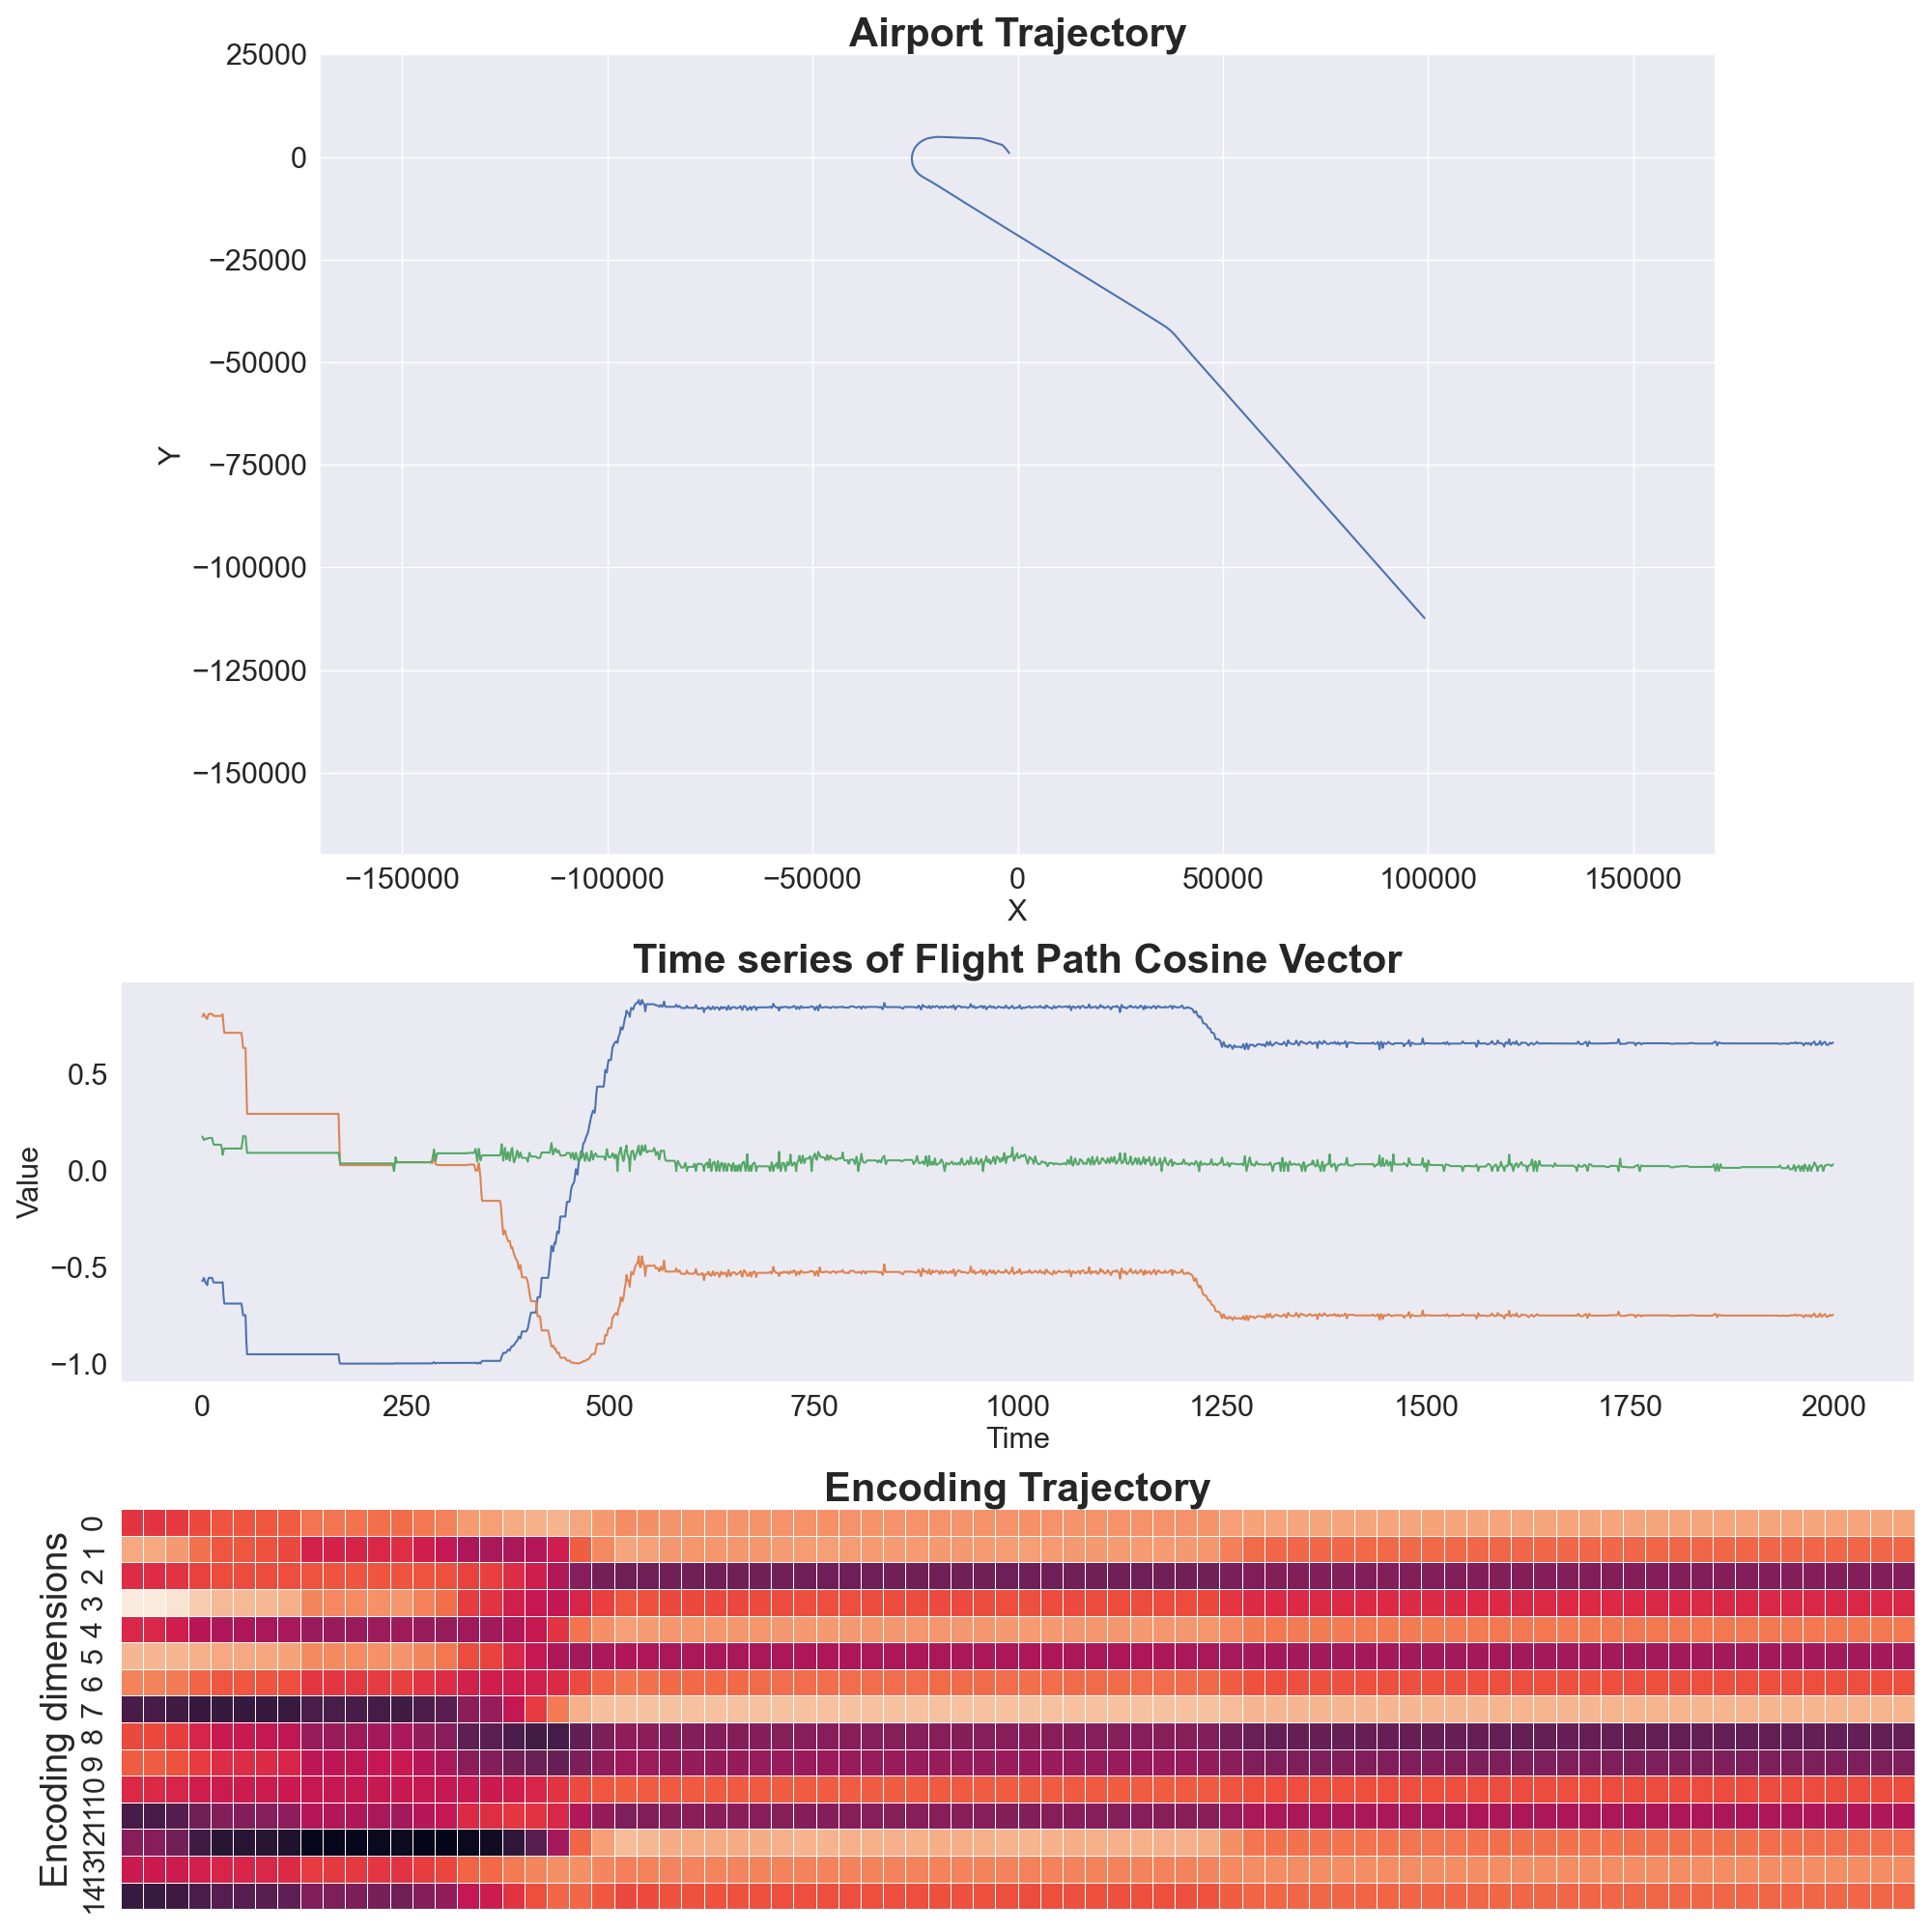 Airport Trajectory
25000
0
−25000
−50000
−75000
−100000
−125000
−150000
Y
−150000 −100000 −50000 0 50000 100000 150000
X
Time series of Flight Path Cosine Vector
0.5
0.0
−0.5
−1.0
Value
0 250 500 750 1000 1250 1500 1750 2000
Time
Encoding Trajectory
Encoding dimensions
0
1
2
3
4
5
6
7
8
9
10
11
12
13
14